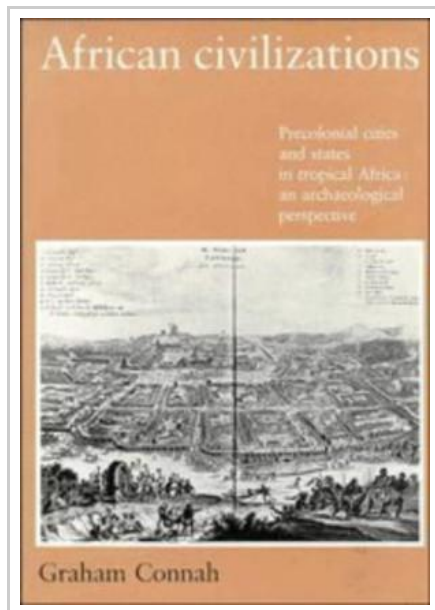 African civilizations
Precolonial cities
and states
in tropical Africa:
an archaeological
perspective
Graham Connah